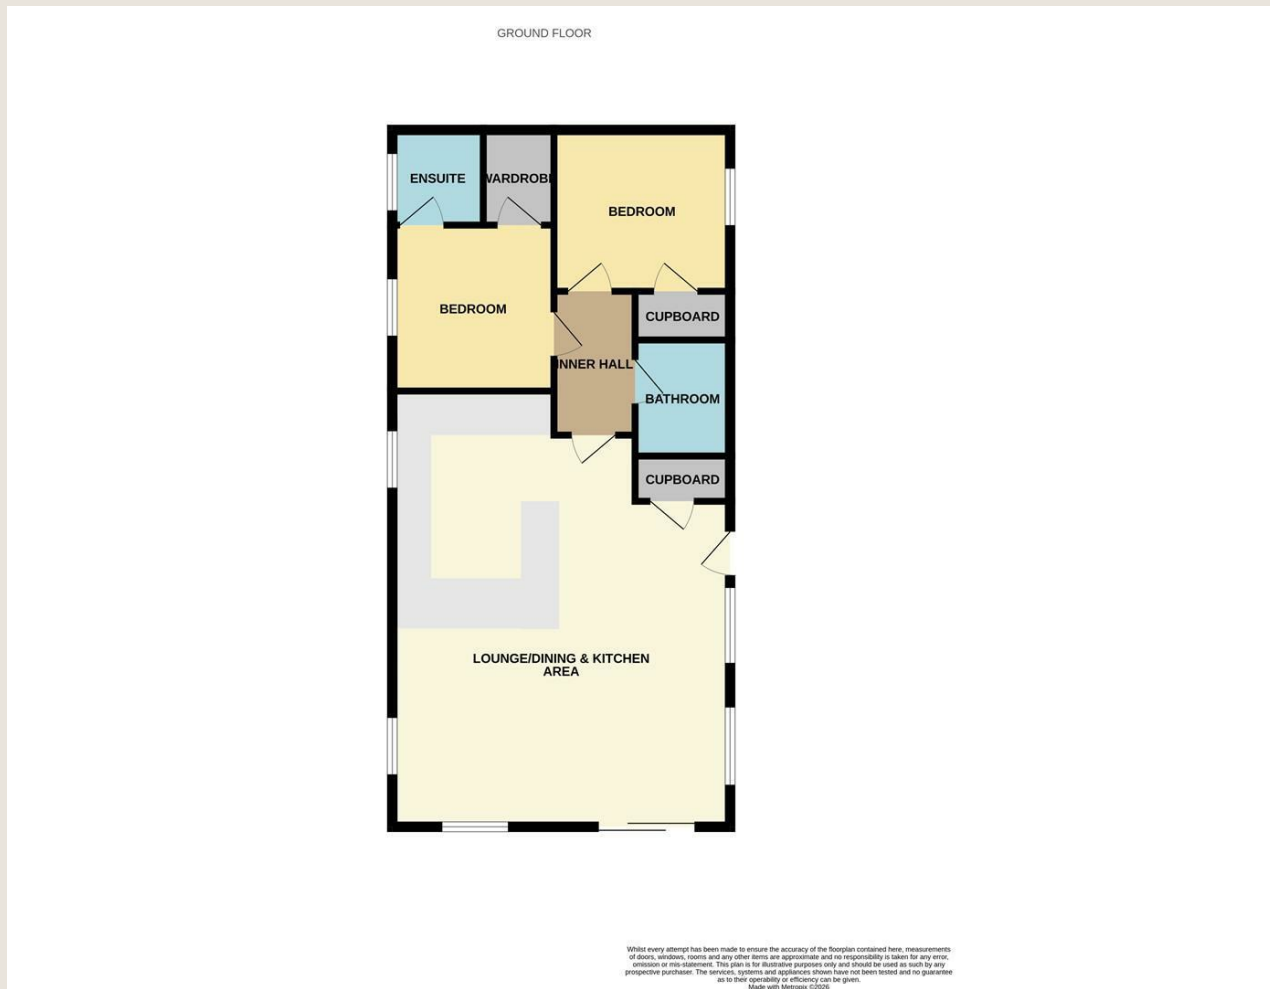 GROUND FLOOR
ENSUITE
WARDROBE
BEDROOM
BEDROOM
CUPBOARD
INNER HALL
BATHROOM
CUPBOARD
LOUNGE/DINING & KITCHEN
AREA
Whilst every attempt has been made to ensure the accuracy of the floorplan contained here, measurements
of doors, windows, rooms and any other items are approximate and no responsibility is taken for any error,
omission or mis-statement. This plan is for illustrative purposes only and should be used as such by any
prospective purchaser. The services, systems and appliances shown have not been tested and no guarantee
as to their operability or efficiency can be given.
Made with Metropix ©2026